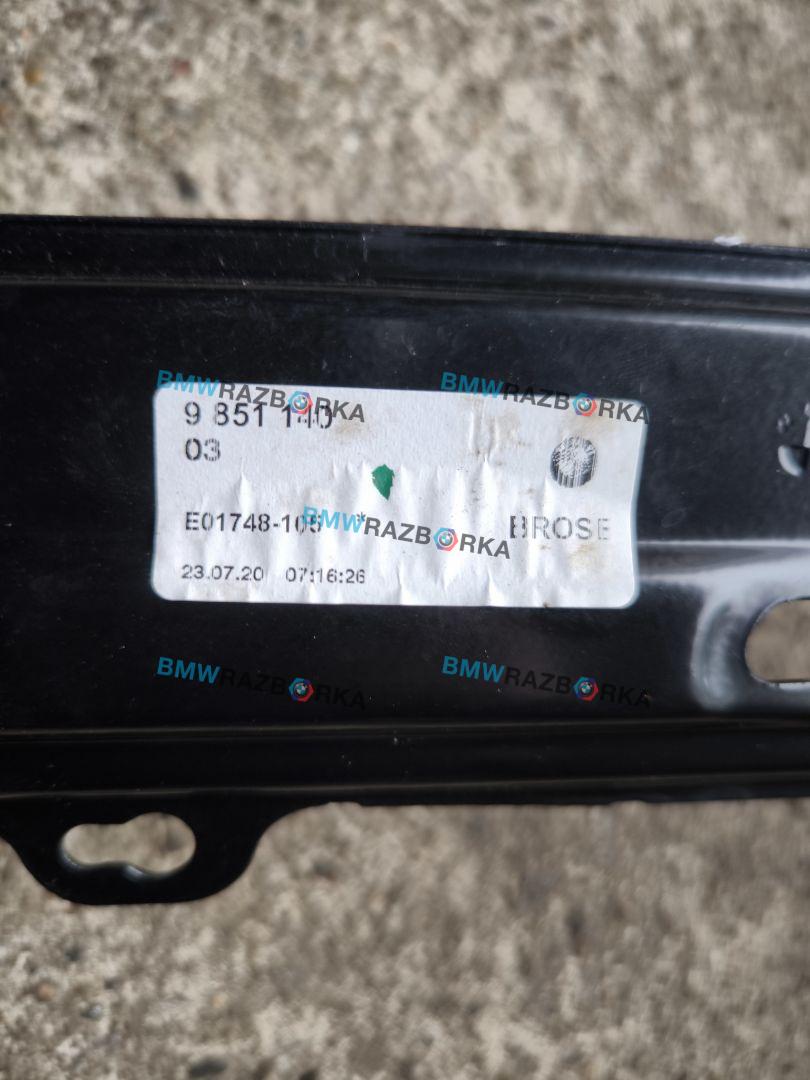 BMWRAZBORKA BMWRAZBORKA
9 851 140
03
E01748-105 *
BMWRAZBORKA
BROSE
23.07.20 07:16:26
BMWRAZBORKA BMWRAZBORKA